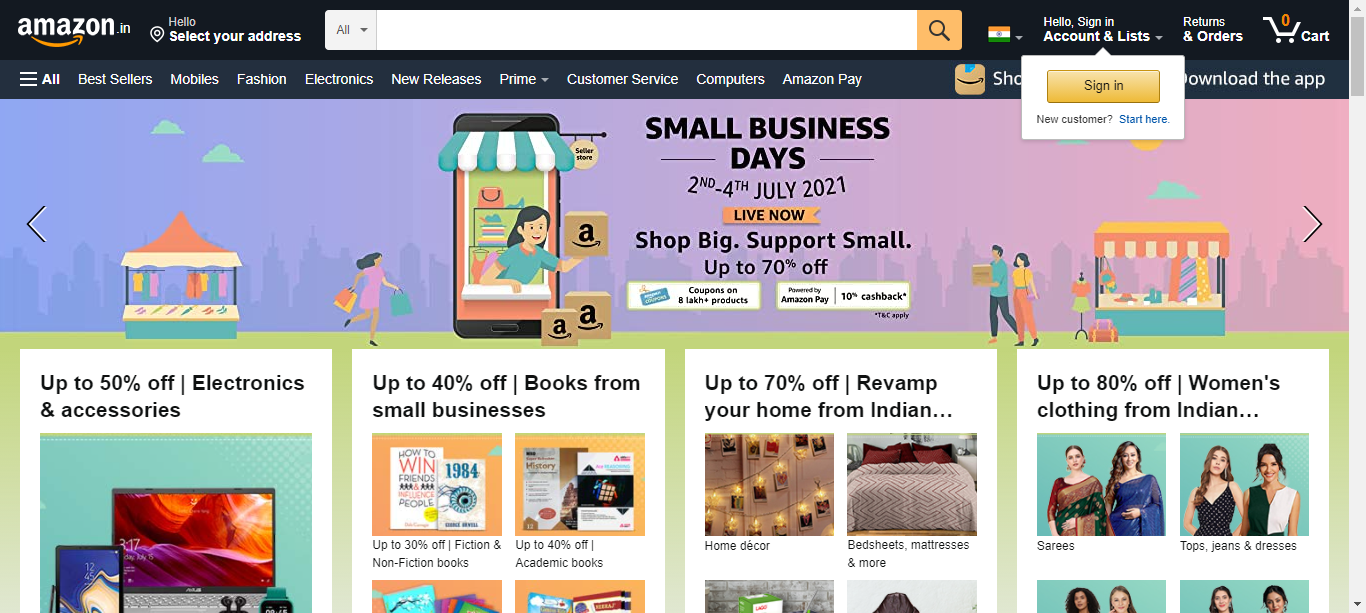 amazon.in
Hello
Select your address
All
Hello, Sign in
Account & Lists
Returns
& Orders
0
Cart
All
Best Sellers
Mobiles
Fashion
Electronics
New Releases
Prime
Customer Service
Computers
Amazon Pay
Sho
Download the app
Sign in
New customer? Start here.
Seller
store
SMALL BUSINESS
DAYS
2ND-4TH JULY 2021
LIVE NOW
Shop Big. Support Small.
Up to 70% off
Coupons on
8 lakh+ products
Powered by
Amazon Pay
10% cashback*
*T&C apply
a
a
a
Up to 50% off | Electronics
& accessories
Up to 40% off | Books from
small businesses
Up to 70% off | Revamp
your home from Indian…
Up to 80% off | Women's
clothing from Indian…
HOW TO
WIN
FRIENDS
&
INFLUENCE
PEOPLE
1984
GEORGE ORWELL
History
12
Up to 30% off | Fiction &
Non-Fiction books
Up to 40% off |
Academic books
Home décor
Bedsheets, mattresses
& more
Sarees
Tops, jeans & dresses
3:17
12
45
ASUS